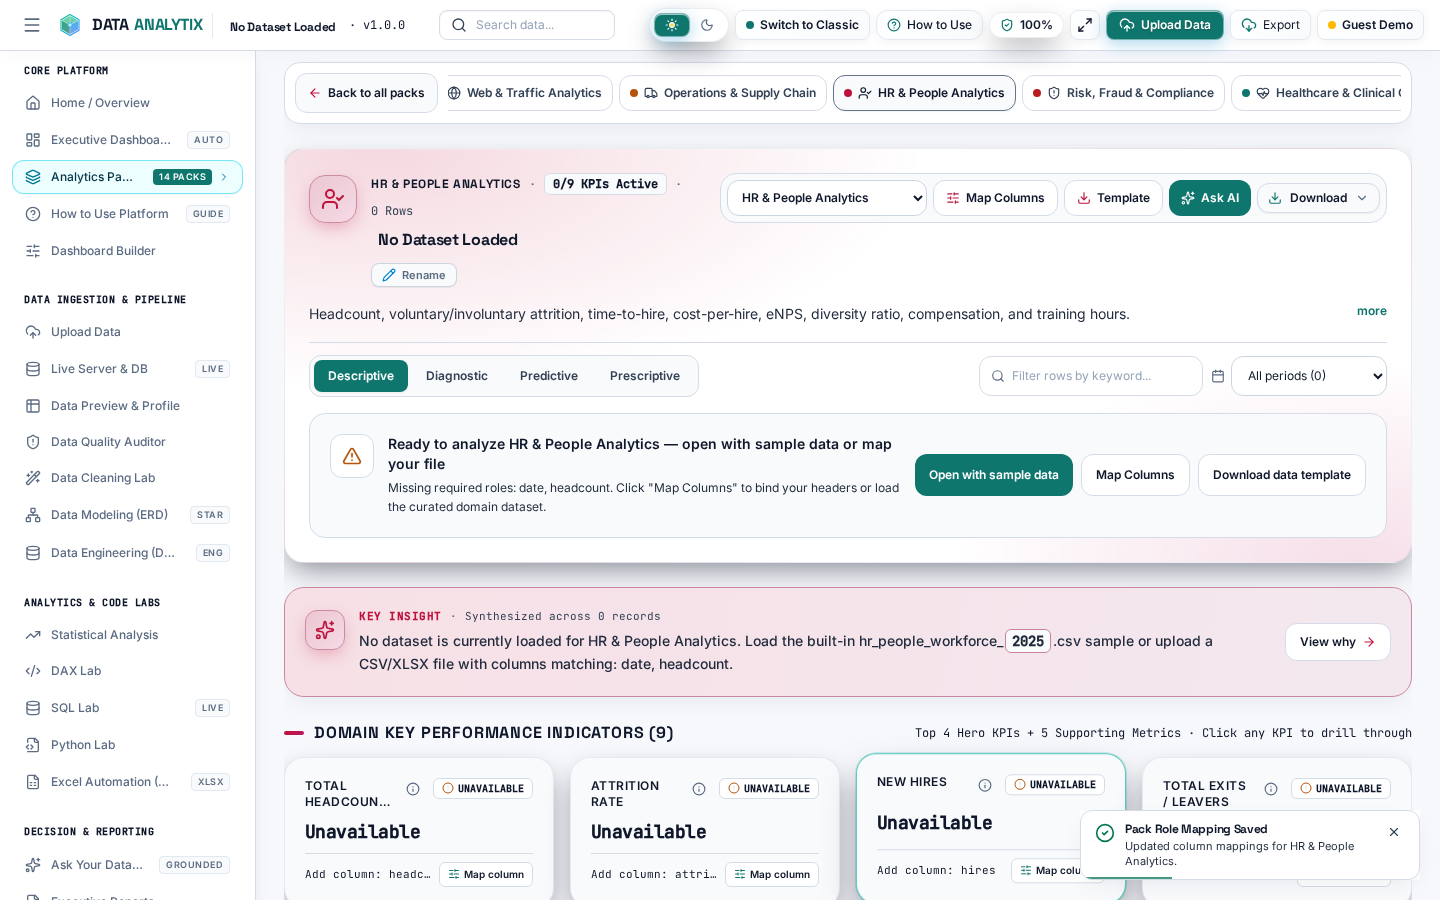 DATA ANALYTIX
No Dataset Loaded · v1.0.0
Search data...
Switch to Classic
How to Use
100%
Upload Data
Export
Guest Demo
CORE PLATFORM
Home / Overview
Executive Dashboa... AUTO
Analytics Pa... 14 PACKS
How to Use Platform GUIDE
Dashboard Builder
DATA INGESTION & PIPELINE
Upload Data
Live Server & DB LIVE
Data Preview & Profile
Data Quality Auditor
Data Cleaning Lab
Data Modeling (ERD) STAR
Data Engineering (D... ENG
ANALYTICS & CODE LABS
Statistical Analysis
DAX Lab
SQL Lab LIVE
Python Lab
Excel Automation (... XLSX
DECISION & REPORTING
Ask Your Data... GROUNDED
Executive Reports
Back to all packs
Web & Traffic Analytics
Operations & Supply Chain
HR & People Analytics
Risk, Fraud & Compliance
Healthcare & Clinical
HR & PEOPLE ANALYTICS · 0/9 KPIs Active ·
0 Rows
No Dataset Loaded
Rename
HR & People Analytics
Map Columns
Template
Ask AI
Download
Headcount, voluntary/involuntary attrition, time-to-hire, cost-per-hire, eNPS, diversity ratio, compensation, and training hours.
more
Descriptive
Diagnostic
Predictive
Prescriptive
Filter rows by keyword...
All periods (0)
Ready to analyze HR & People Analytics — open with sample data or map
your file
Missing required roles: date, headcount. Click "Map Columns" to bind your headers or load
the curated domain dataset.
Open with sample data
Map Columns
Download data template
KEY INSIGHT · Synthesized across 0 records
No dataset is currently loaded for HR & People Analytics. Load the built-in hr_people_workforce_ 2025 .csv sample or upload a
CSV/XLSX file with columns matching: date, headcount.
View why
DOMAIN KEY PERFORMANCE INDICATORS (9)
Top 4 Hero KPIs + 5 Supporting Metrics · Click any KPI to drill through
TOTAL
HEADCOUN...
UNAVAILABLE
Unavailable
Add column: headc…
Map column
ATTRITION
RATE
UNAVAILABLE
Unavailable
Add column: attri…
Map column
NEW HIRES
UNAVAILABLE
Unavailable
Add column: hires
Map colu
TOTAL EXITS
/ LEAVERS
UNAVAILABLE
Pack Role Mapping Saved
Updated column mappings for HR & People
Analytics.